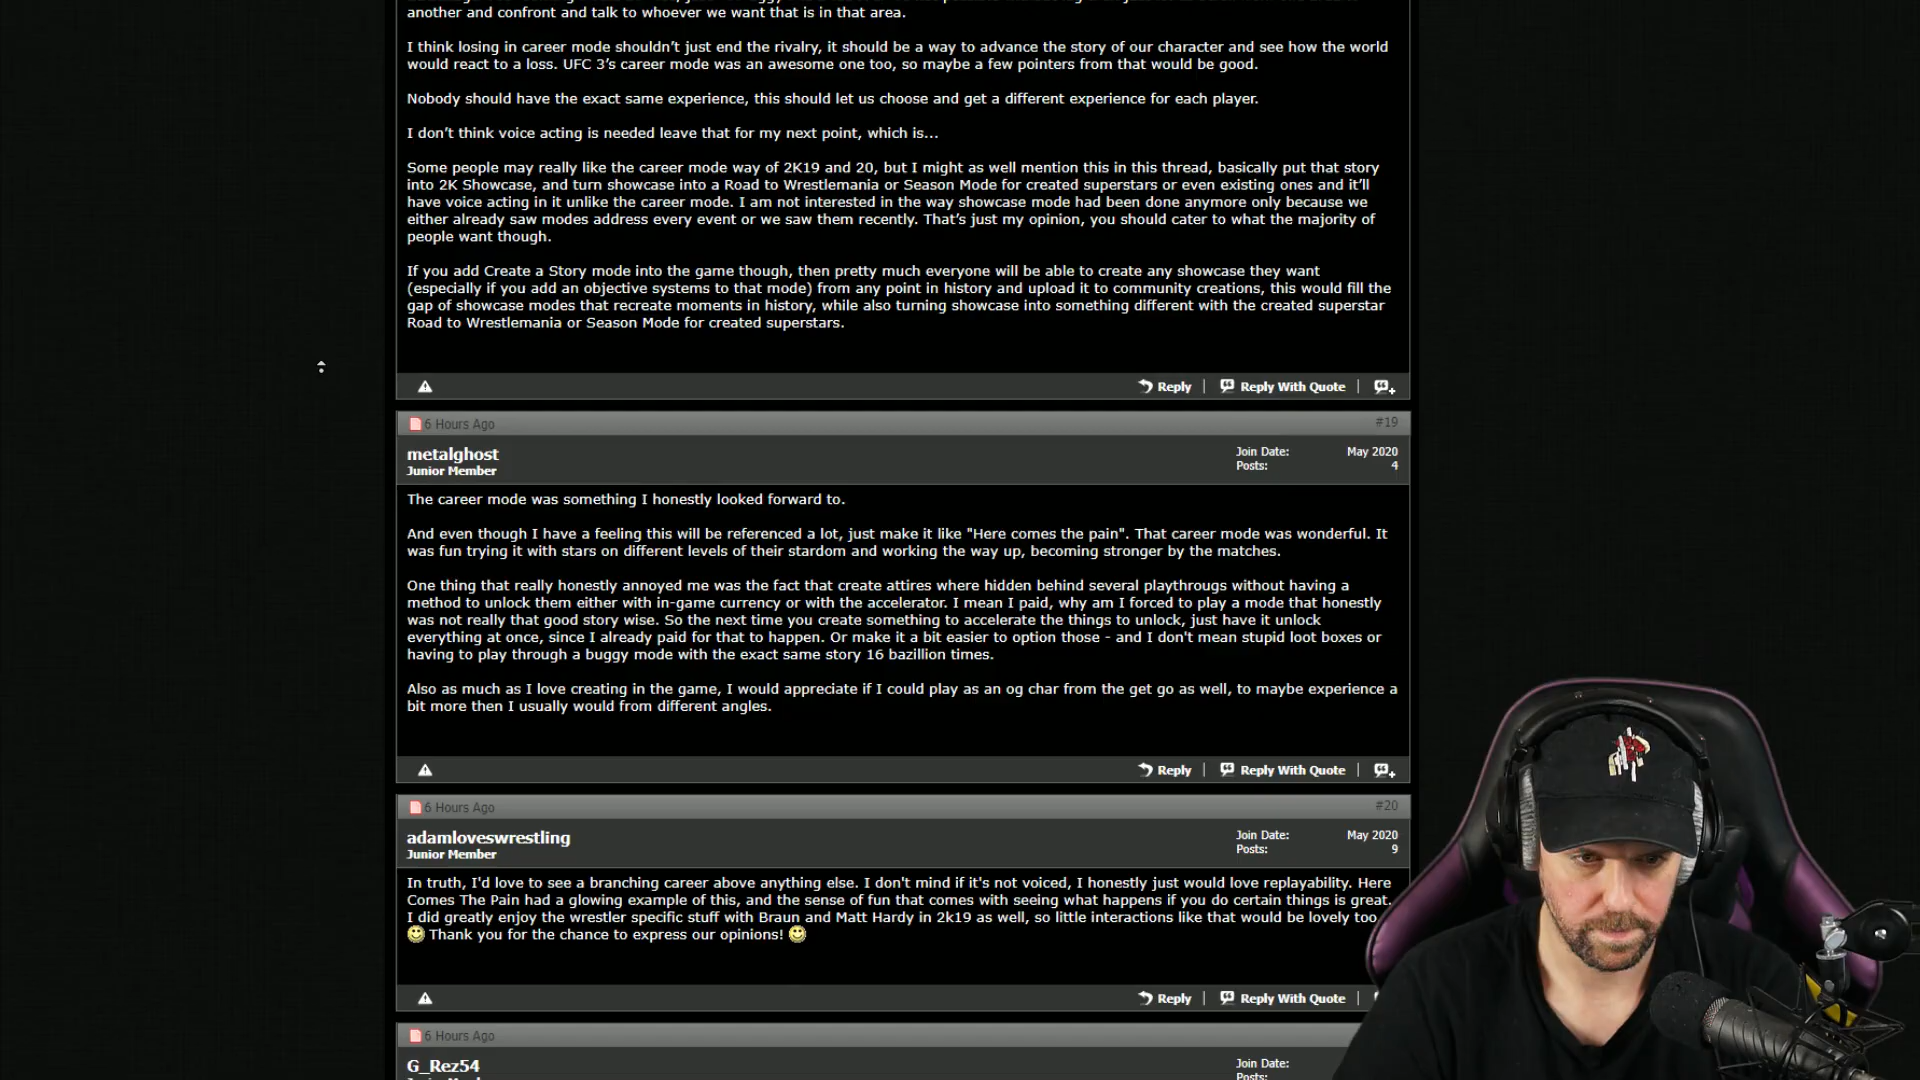 another and confront and talk to whoever we want that is in that area.
I think losing in career mode shouldn't just end the rivalry, it should be a way to advance the story of our character and see how the world
would react to a loss. UFC 3's career mode was an awesome one too, so maybe a few pointers from that would be good.
Nobody should have the exact same experience, this should let us choose and get a different experience for each player.
I don't think voice acting is needed leave that for my next point, which is...
Some people may really like the career mode way of 2K19 and 20, but I might as well mention this in this thread, basically put that story
into 2K Showcase, and turn showcase into a Road to Wrestlemania or Season Mode for created superstars or even existing ones and it'll
have voice acting in it unlike the career mode. I am not interested in the way showcase mode had been done anymore only because we
either already saw modes address every event or we saw them recently. That's just my opinion, you should cater to what the majority of
people want though.
If you add Create a Story mode into the game though, then pretty much everyone will be able to create any showcase they want
(especially if you add an objective systems to that mode) from any point in history and upload it to community creations, this would fill the
gap of showcase modes that recreate moments in history, while also turning showcase into something different with the created superstar
Road to Wrestlemania or Season Mode for created superstars.
Reply | Reply With Quote |
6 Hours Ago #19
metalghost Join Date: May 2020
Junior Member Posts: 4
The career mode was something I honestly looked forward to.
And even though I have a feeling this will be referenced a lot, just make it like "Here comes the pain". That career mode was wonderful. It
was fun trying it with stars on different levels of their stardom and working the way up, becoming stronger by the matches.
One thing that really honestly annoyed me was the fact that create attires where hidden behind several playthrougs without having a
method to unlock them either with in-game currency or with the accelerator. I mean I paid, why am I forced to play a mode that honestly
was not really that good story wise. So the next time you create something to accelerate the things to unlock, just have it unlock
everything at once, since I already paid for that to happen. Or make it a bit easier to option those - and I don't mean stupid loot boxes or
having to play through a buggy mode with the exact same story 16 bazillion times.
Also as much as I love creating in the game, I would appreciate if I could play as an og char from the get go as well, to maybe experience a
bit more then I usually would from different angles.
Reply | Reply With Quote |
6 Hours Ago #20
adamloveswrestling Join Date: May 2020
Junior Member Posts: 9
In truth, I'd love to see a branching career above anything else. I don't mind if it's not voiced, I honestly just would love replayability. Here
Comes The Pain had a glowing example of this, and the sense of fun that comes with seeing what happens if you do certain things is great.
I did greatly enjoy the wrestler specific stuff with Braun and Matt Hardy in 2k19 as well, so little interactions like that would be lovely too
Thank you for the chance to express our opinions!
Reply | Reply With Quote |
6 Hours Ago
G_Rez54 Join Date: